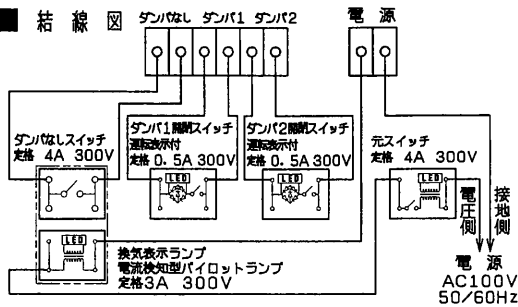 ■ 結線図
ダンパなし ダンパ1 ダンパ2
電源
ダンパなしスイッチ
定格 4A 300V
ダンパ1開閉スイッチ
運転表示付
定格 0.5A 300V
ダンパ2開閉スイッチ
運転表示付
定格 0.5A 300V
元スイッチ
定格 4A 300V
LED
LED
LED
LED
換気表示ランプ
電流検知型パイロットランプ
定格3A 300V
電圧側
接地側
電源
AC100V
50/60Hz